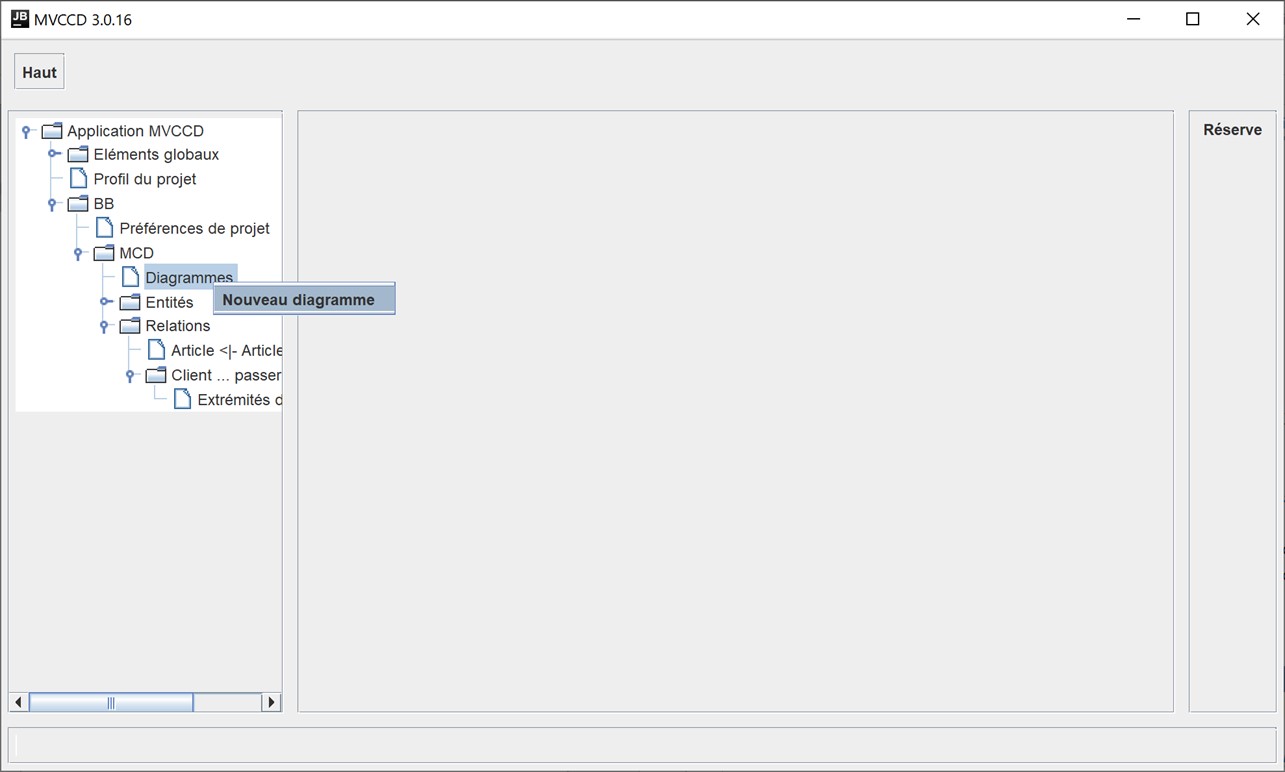 JB MVCCD 3.0.16
Haut
Application MVCCD
Eléments globaux
Profil du projet
BB
Préférences de projet
MCD
Diagrammes
Nouveau diagramme
Entités
Relations
Article <|- Article
Client ... passer
Extrémités d
Réserve